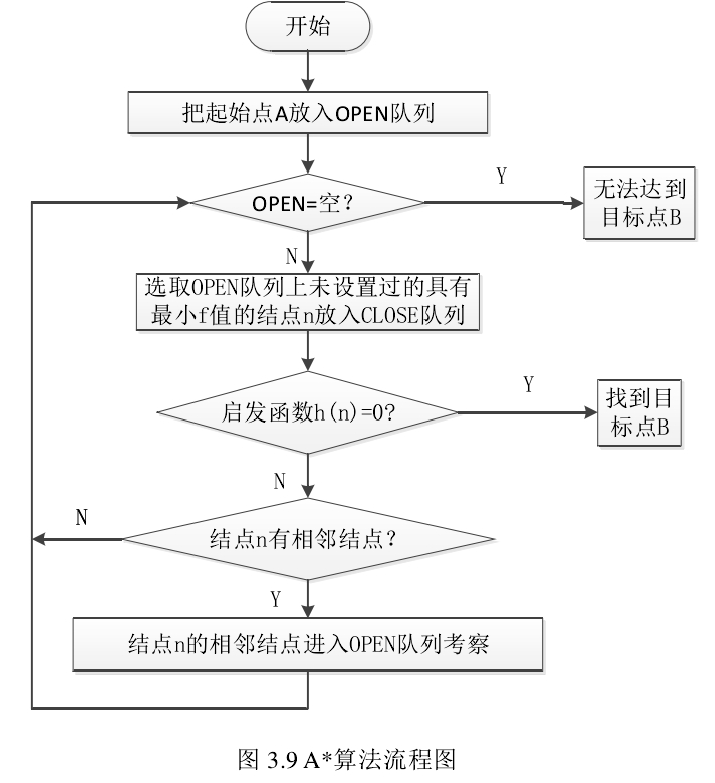 开始
把起始点A放入OPEN队列
OPEN=空?
Y
无法达到
目标点B
N
选取OPEN队列上未设置过的具有
最小f值的结点n放入CLOSE队列
启发函数h(n)=0?
Y
找到目
标点B
N
结点n有相邻结点?
N
Y
结点n的相邻结点进入OPEN队列考察
图 3.9 A*算法流程图